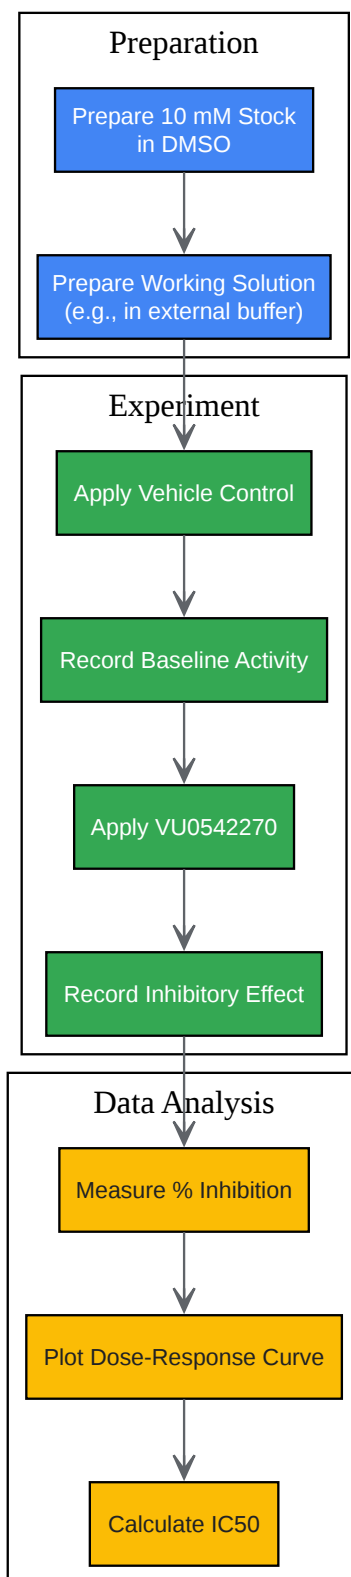 Preparation
Prepare 10 mM Stock
in DMSO
Prepare Working Solution
(e.g., in external buffer)
Experiment
Apply Vehicle Control
Record Baseline Activity
Apply VU0542270
Record Inhibitory Effect
Data Analysis
Measure % Inhibition
Plot Dose-Response Curve
Calculate IC50